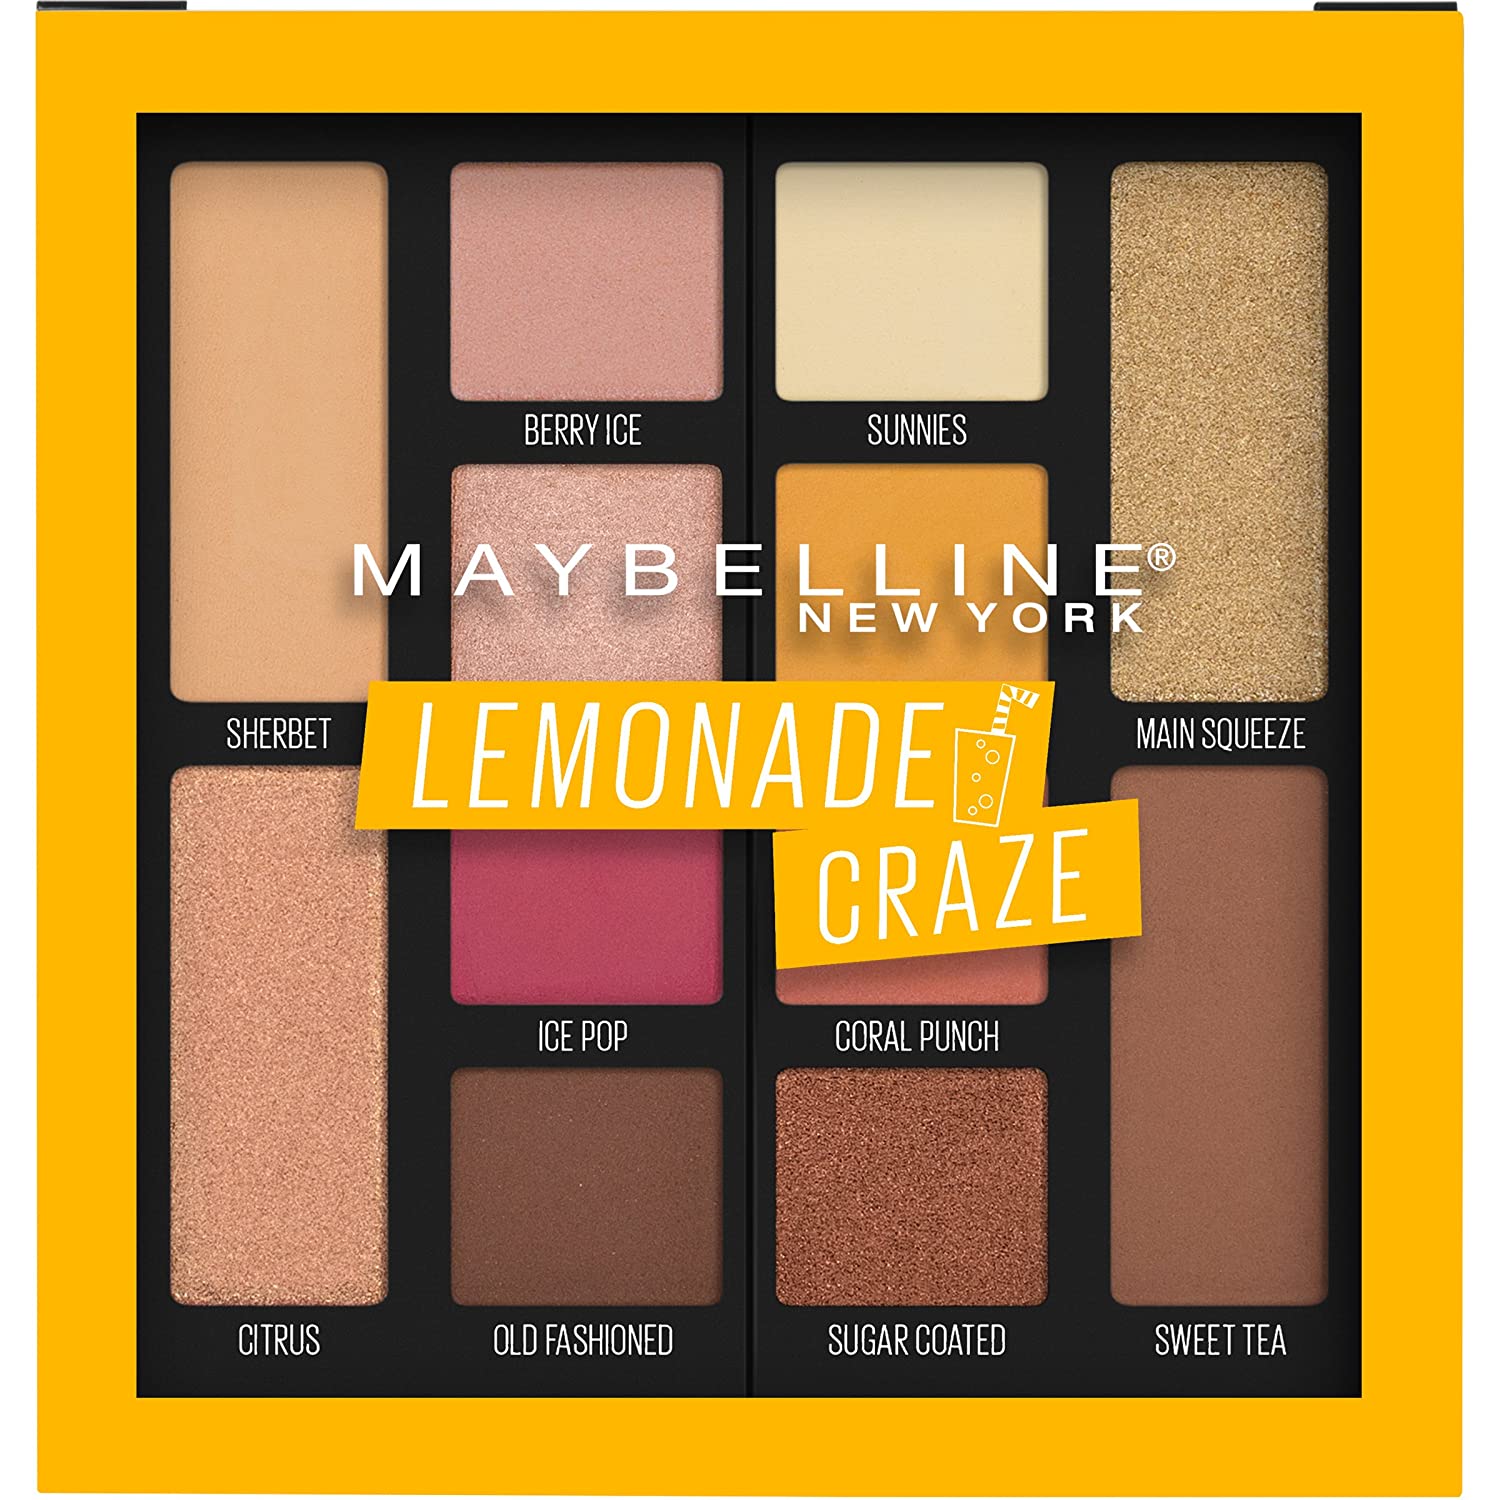 BERRY ICE
SUNNIES
MAYBELLINE®
NEW YORK
SHERBET
LEMONADE
MAIN SQUEEZE
CRAZE
ICE POP
CORAL PUNCH
CITRUS
OLD FASHIONED
SUGAR COATED
SWEET TEA